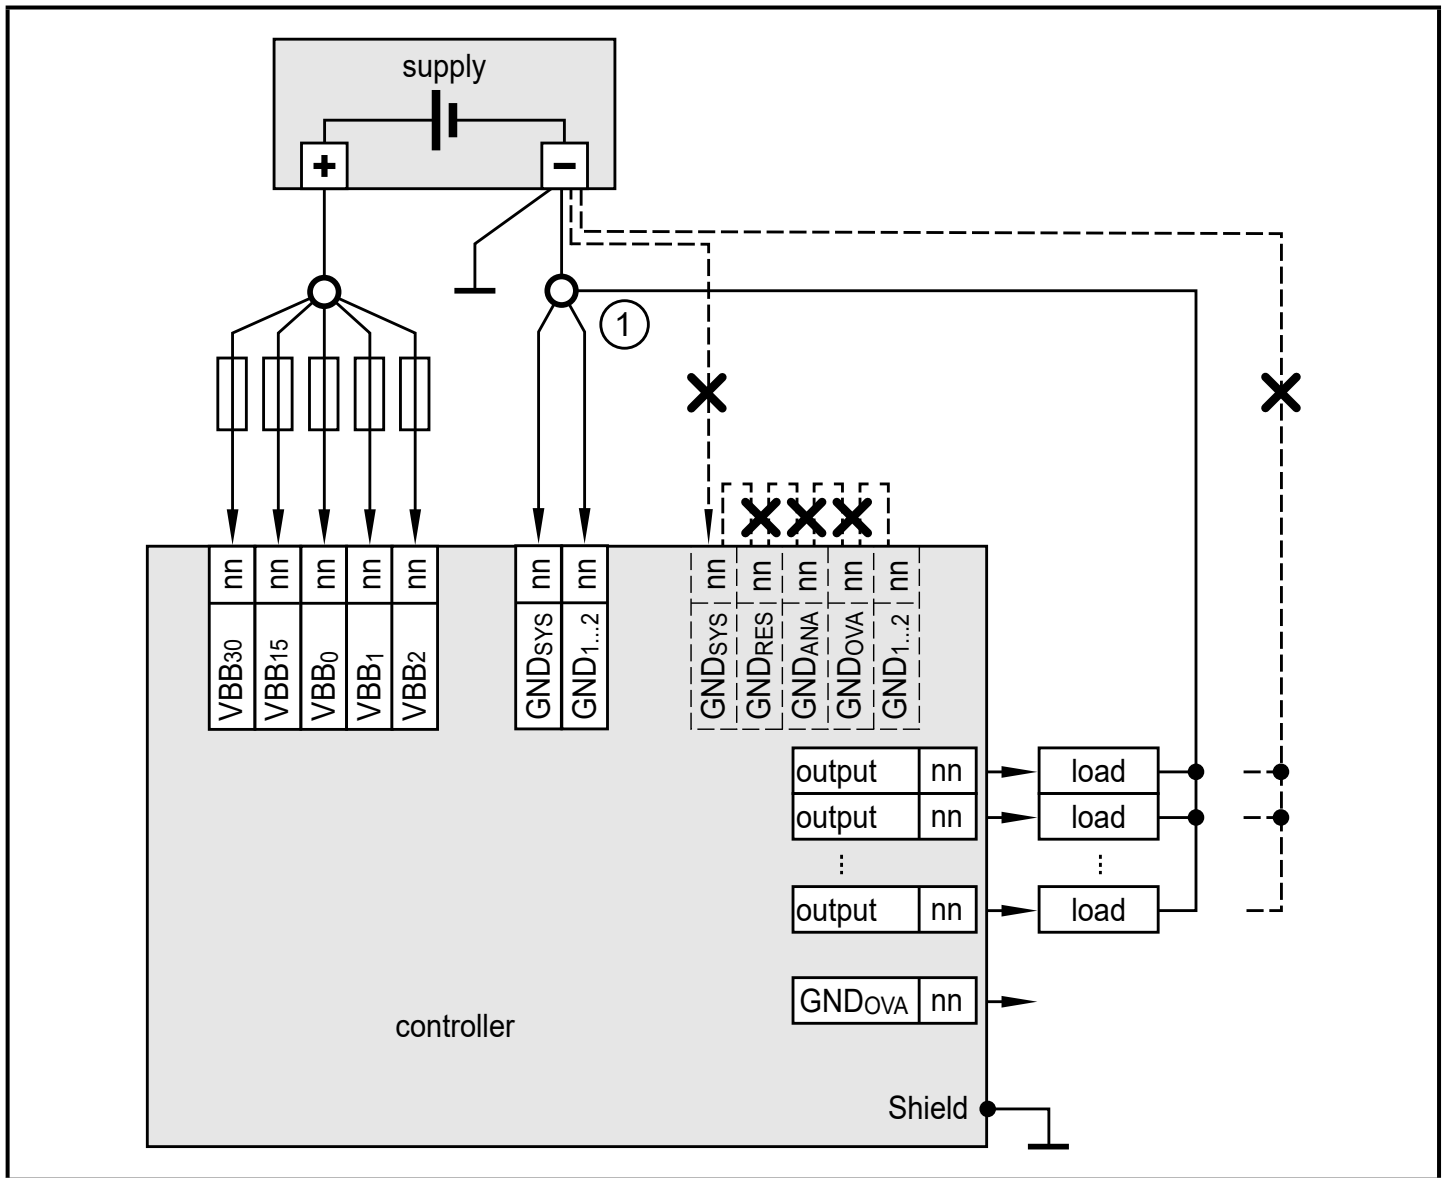 supply
+
−
1
nn nn nn nn nn
VBB30 VBB15 VBB0 VBB1 VBB2
nn nn
GNDSYS GND1...2
nn nn nn nn nn
GNDSYS GNDRES GNDANA GNDOVA GND1...2
output nn load
output nn load
output nn load
GNDOVA nn
controller
Shield